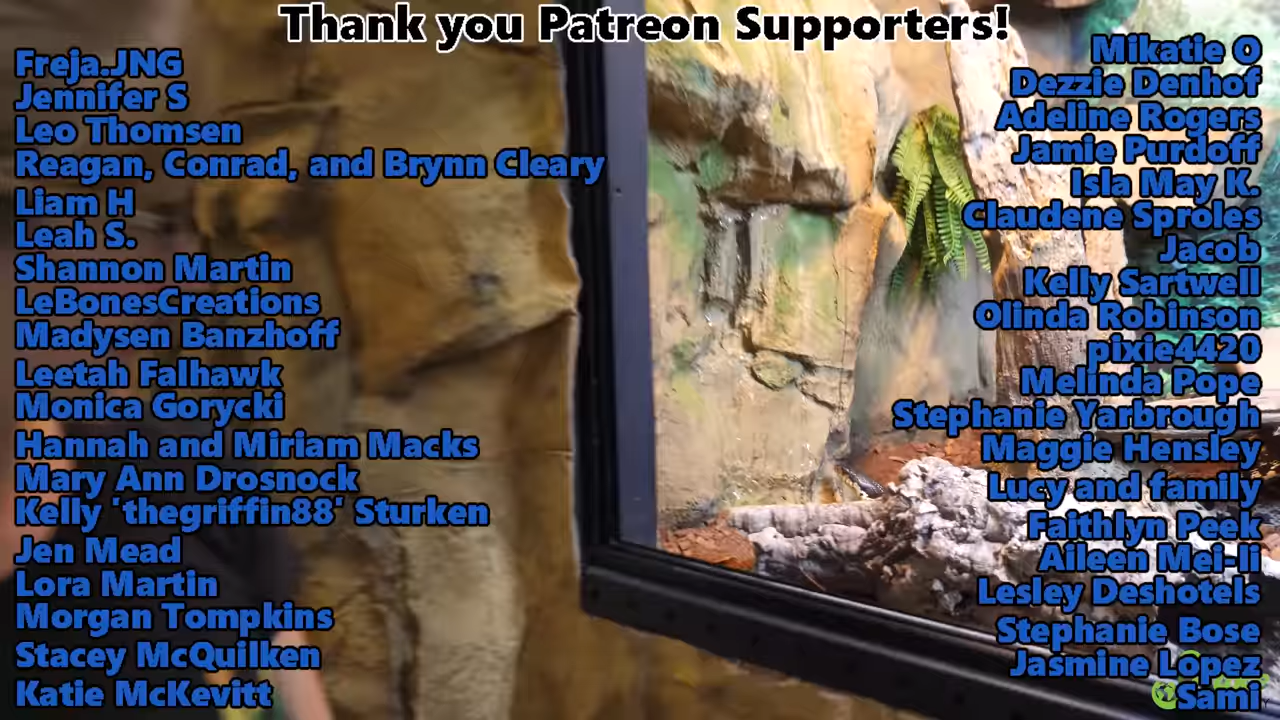 Thank you Patreon Supporters!
Freja.JNG
Jennifer S
Leo Thomsen
Reagan, Conrad, and Brynn Cleary
Liam H
Leah S.
Shannon Martin
LeBonesCreations
Madysen Banzhoff
Leetah Falhawk
Monica Gorycki
Hannah and Miriam Macks
Mary Ann Drosnock
Kelly 'thegriffin88' Sturken
Jen Mead
Lora Martin
Morgan Tompkins
Stacey McQuilken
Katie McKevitt
Mikatie O
Dezzie Denhof
Adeline Rogers
Jamie Purdoff
Isla May K.
Claudene Sproles
Jacob
Kelly Sartwell
Olinda Robinson
pixie4420
Melinda Pope
Stephanie Yarbrough
Maggie Hensley
Lucy and family
Faithlyn Peek
Aileen Mei-li
Lesley Deshotels
Stephanie Bose
Jasmine Lopez
Sami